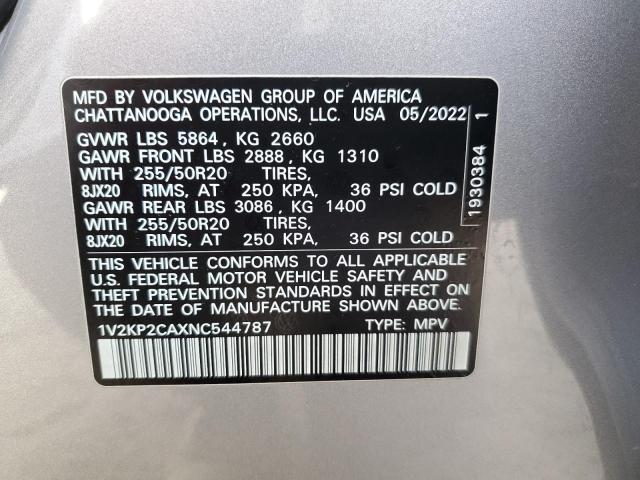 MFD BY VOLKSWAGEN GROUP OF AMERICA
CHATTANOOGA OPERATIONS, LLC. USA 05/2022
GVWR LBS 5864, KG 2660
GAWR FRONT LBS 2888, KG 1310
WITH 255/50R20 TIRES,
8JX20 RIMS, AT 250 KPA, 36 PSI COLD
GAWR REAR LBS 3086, KG 1400
WITH 255/50R20 TIRES,
8JX20 RIMS, AT 250 KPA, 36 PSI COLD
THIS VEHICLE CONFORMS TO ALL APPLICABLE
U.S. FEDERAL MOTOR VEHICLE SAFETY AND
THEFT PREVENTION STANDARDS IN EFFECT ON
THE DATE OF MANUFACTURE SHOWN ABOVE.
1V2KP2CAXNC544787 TYPE: MPV
1930384 1